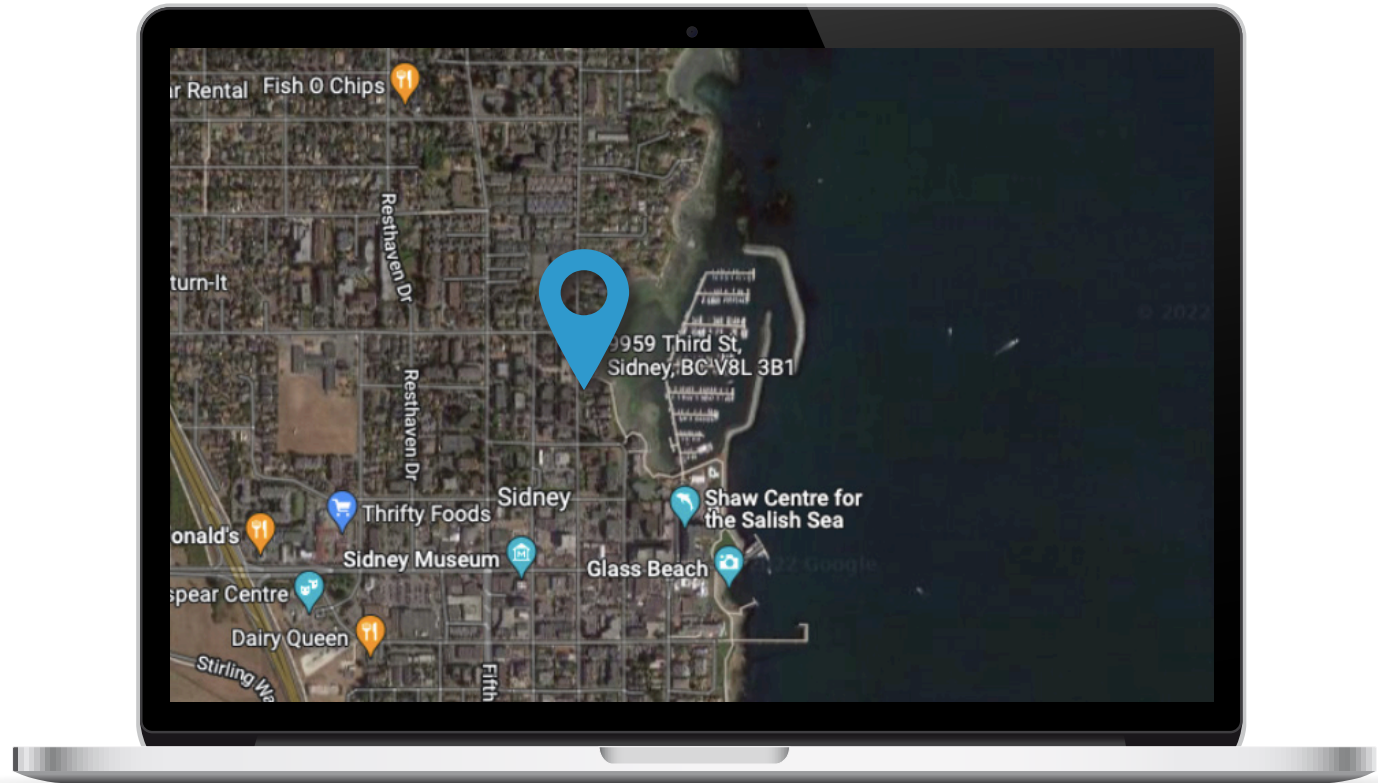 ar Rental
Fish O Chips
Resthaven Dr
turn-It
© 2022
9959 Third St,
Sidney, BC V8L 3B1
Resthaven Dr
Sidney
Thrifty Foods
Shaw Centre for
the Salish Sea
onald's
Sidney Museum
Glass Beach
2022 Google
spear Centre
Dairy Queen
Stirling Wa
Fifth